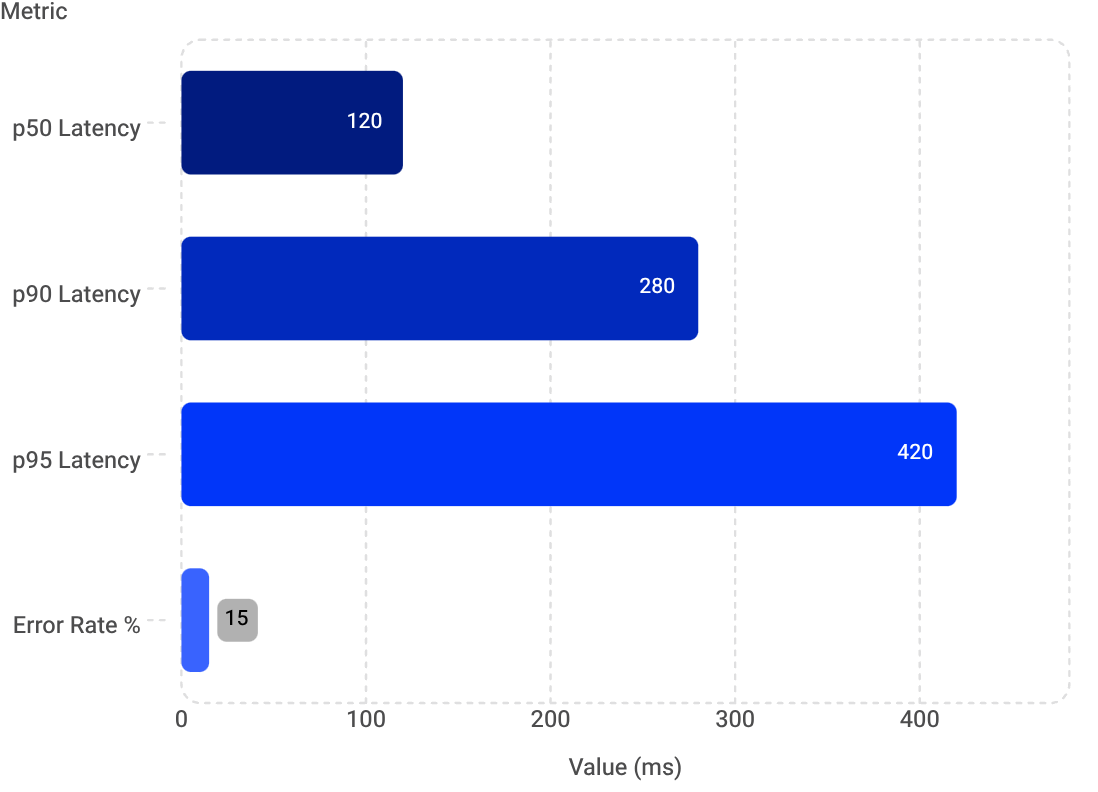 Metric
p50 Latency
120
p90 Latency
280
p95 Latency
420
Error Rate %
15
0 100 200 300 400
Value (ms)